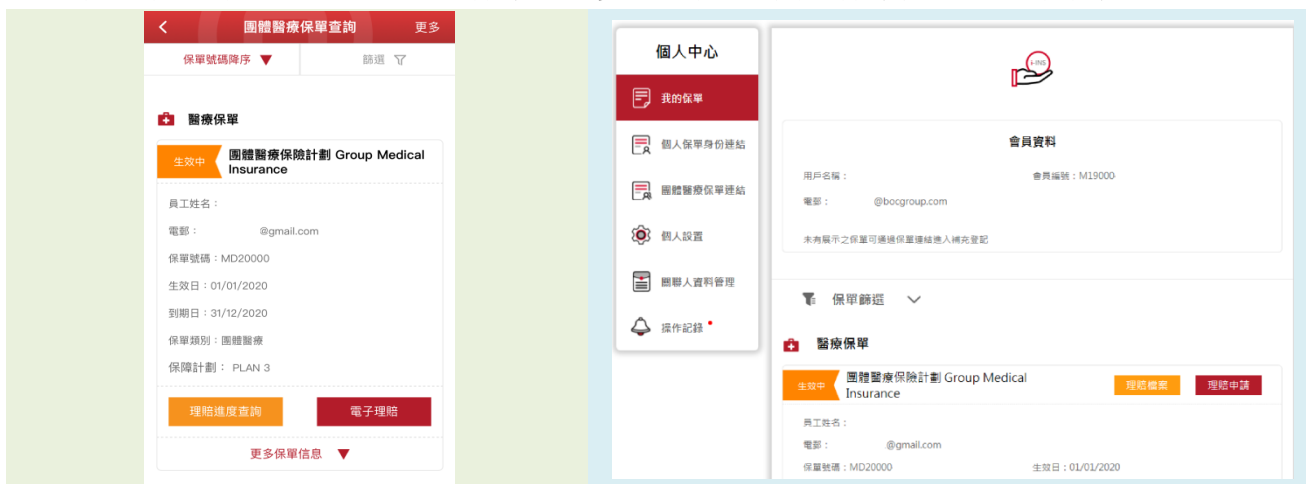 團體醫療保單查詢
更多
保單號碼降序
篩選
醫療保單
生效中
團體醫療保險計劃 Group Medical
Insurance
員工姓名：
電郵： @gmail.com
保單號碼：MD20000
生效日：01/01/2020
到期日：31/12/2020
保單類別：團體醫療
保障計劃： PLAN 3
理賠進度查詢
電子理賠
更多保單信息
個人中心
我的保單
個人保單身份連結
團體醫療保單連結
個人設置
關聯人資料管理
操作記錄
i-INS
會員資料
用戶名稱：
會員編號：M19000
電郵： @bocgroup.com
未有展示之保單可通過保單連結進入補充登記
保單篩選
醫療保單
生效中
團體醫療保險計劃 Group Medical
Insurance
理賠檔案
理賠申請
員工姓名：
電郵： @gmail.com
保單號碼：MD20000
生效日：01/01/2020